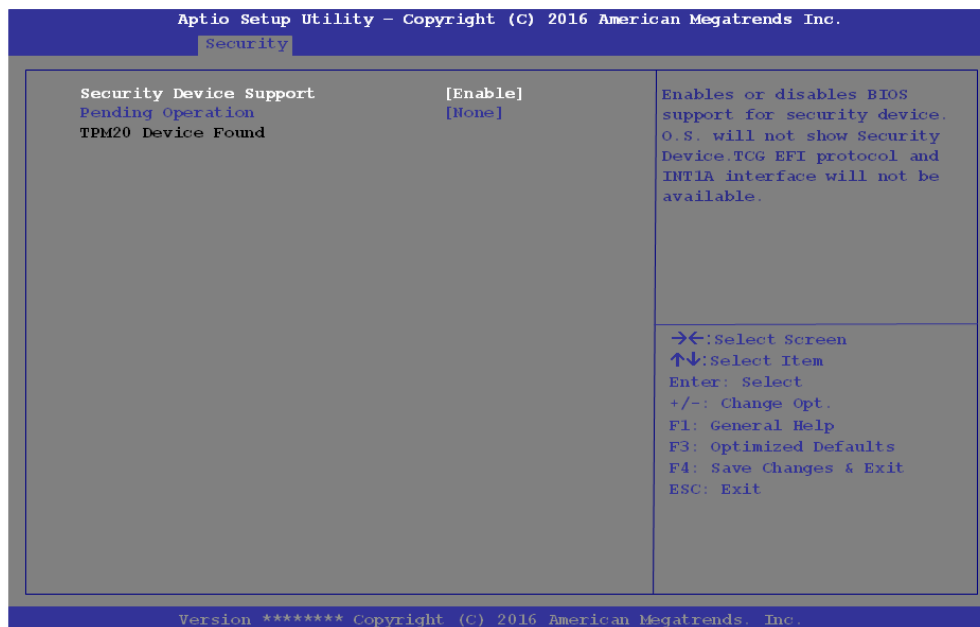 Aptio Setup Utility – Copyright (C) 2016 American Megatrends Inc.
Security
Security Device Support [Enable]
Pending Operation [None]
TPM20 Device Found
Enables or disables BIOS
support for security device.
O.S. will not show Security
Device.TCG EFI protocol and
INT1A interface will not be
available.
→←:Select Screen
↑↓:Select Item
Enter: Select
+/-: Change Opt.
F1: General Help
F3: Optimized Defaults
F4: Save Changes & Exit
ESC: Exit
Version ******** Copyright (C) 2016 American Megatrends. Inc.